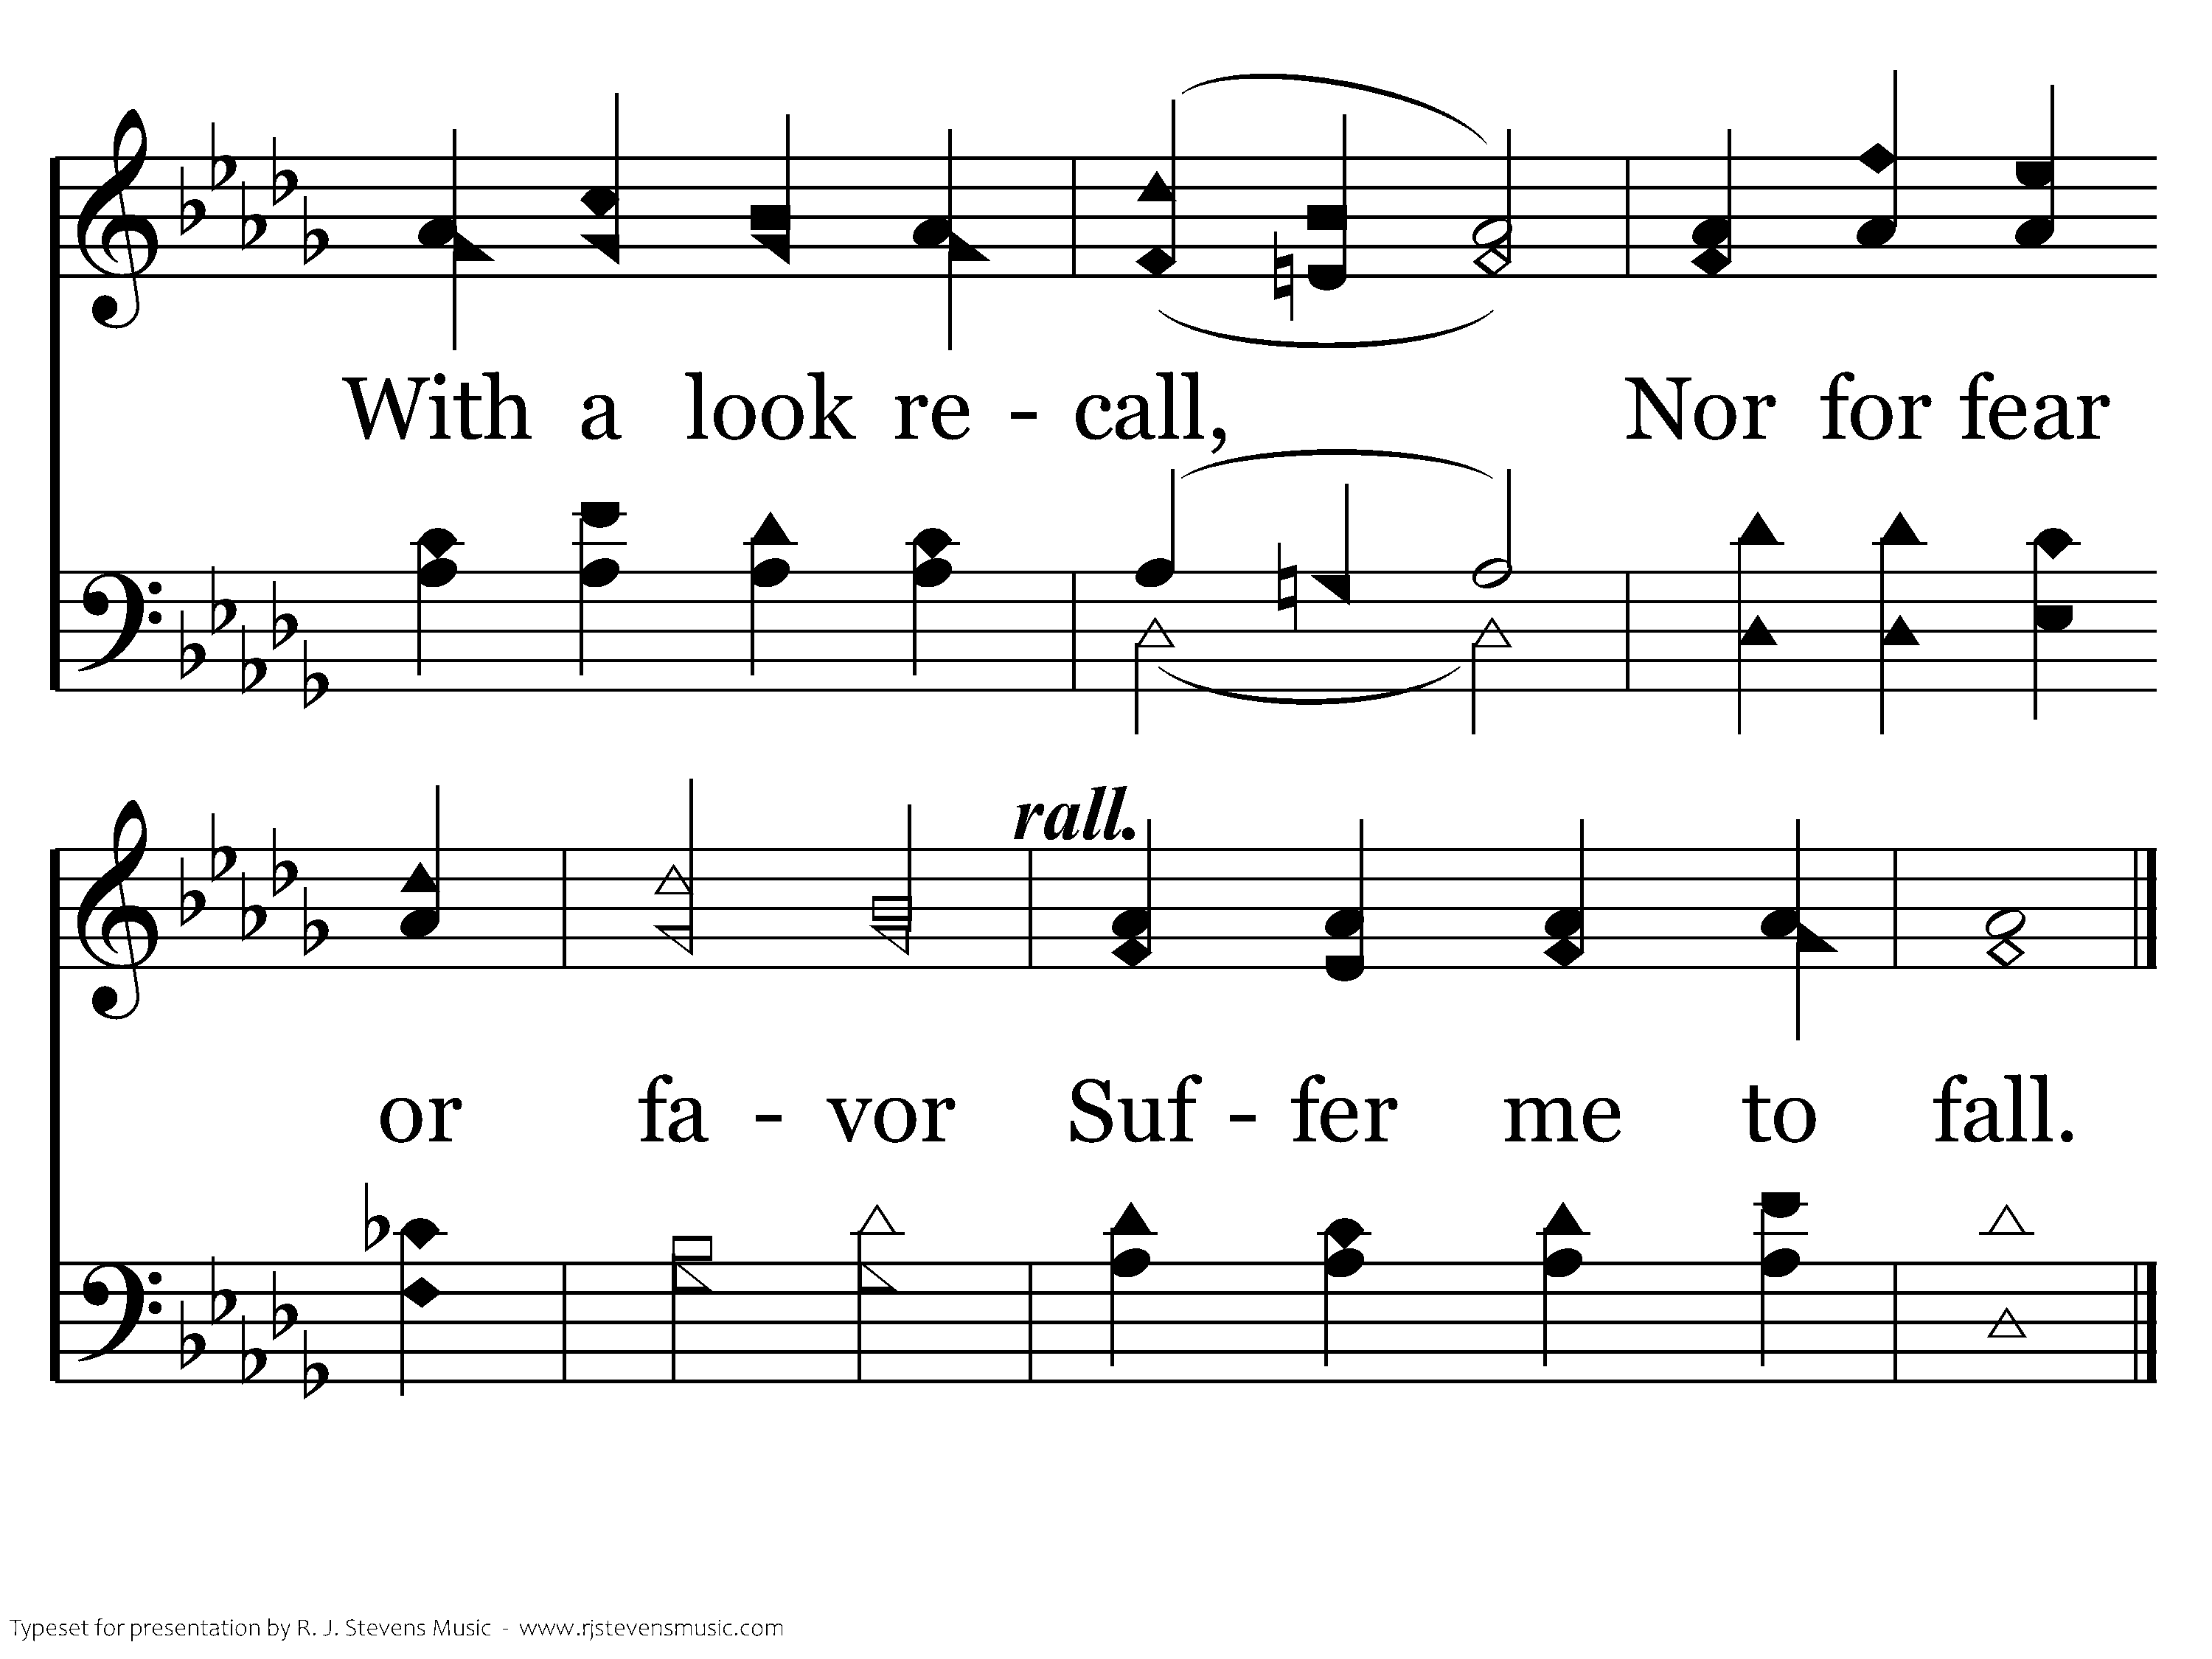 With a look re - call, Nor for fear
rall.
or fa - vor Suf - fer me to fall.
Typeset for presentation by R. J. Stevens Music - www.rjstevensmusic.com